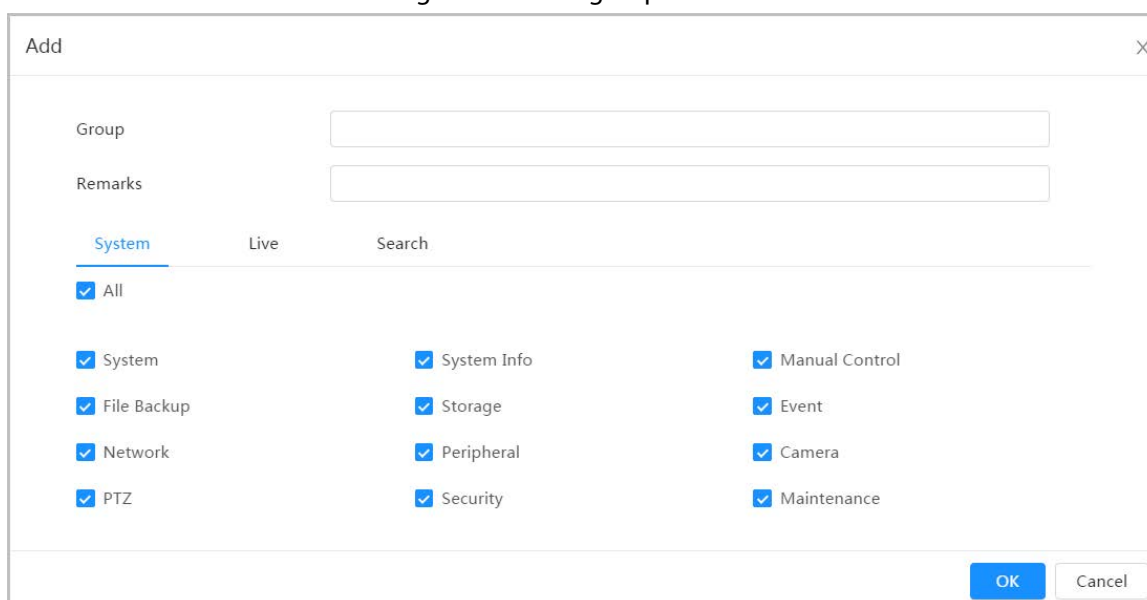 Add
Group
Remarks
System Live Search
All
System System Info Manual Control
File Backup Storage Event
Network Peripheral Camera
PTZ Security Maintenance
OK Cancel